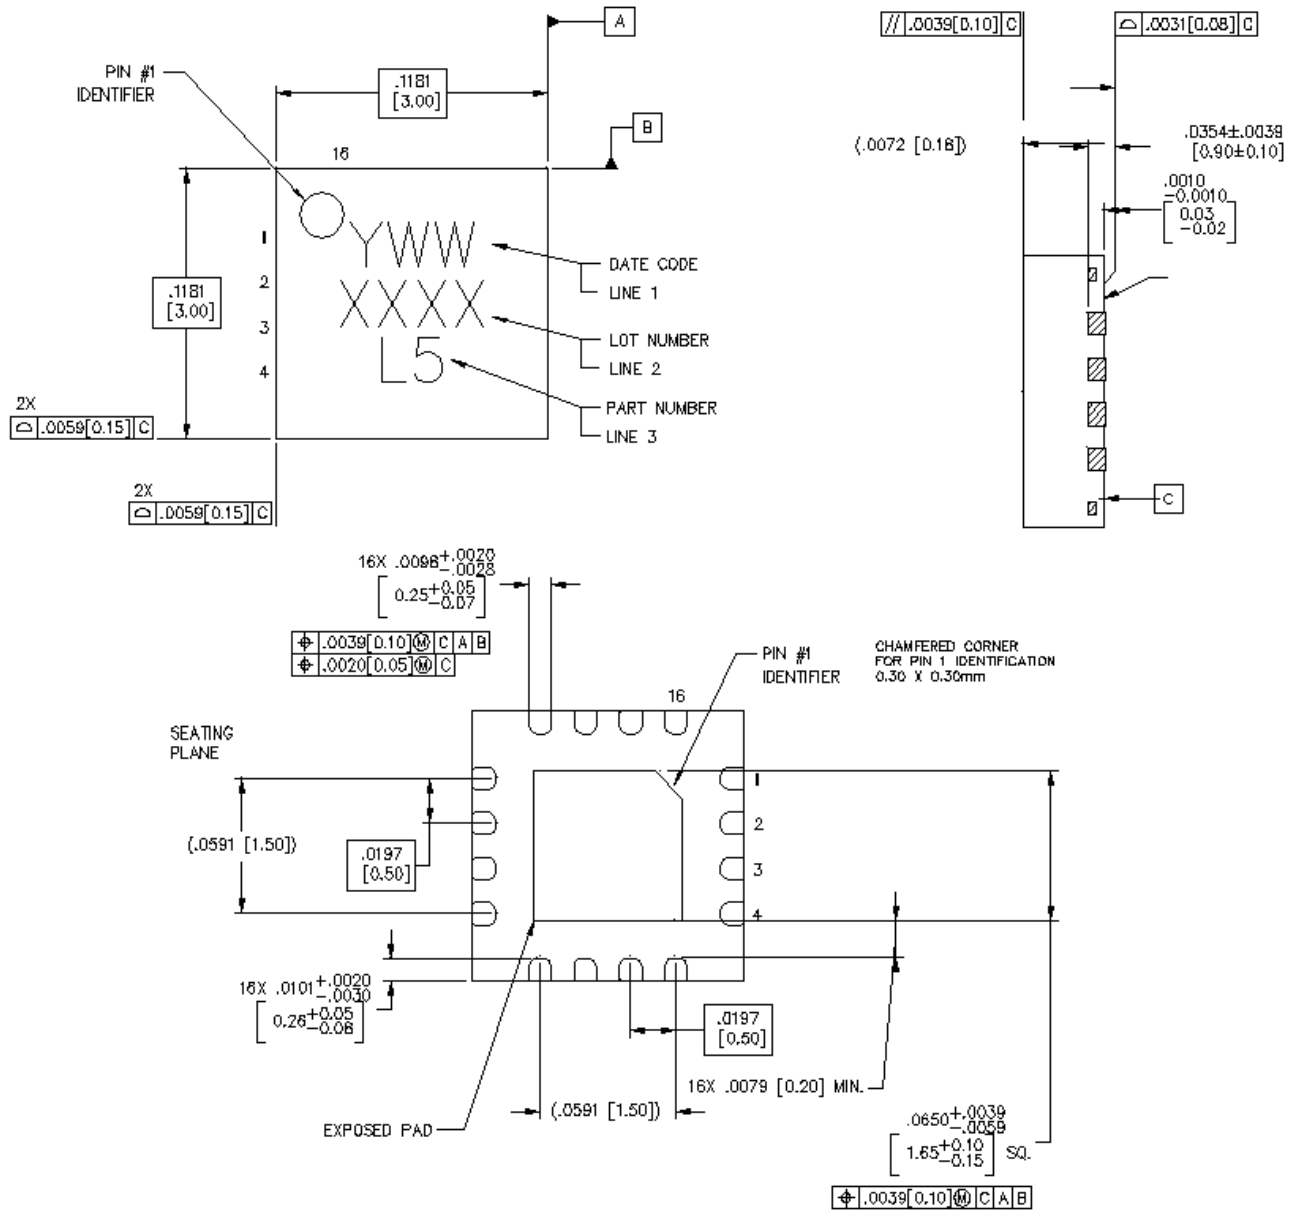 A
// .0039[0.10] C
⌓ .0031[0.08] C
PIN #1
IDENTIFIER
.1181
[3.00]
B
16
(.0072 [0.18])
.0354±.0039
[0.90±0.10]
.0010
-0.0010
[0.03
-0.02]
YWW
XXXX
L5
1
2
3
4
DATE CODE
LINE 1
LOT NUMBER
LINE 2
PART NUMBER
LINE 3
.1181
[3.00]
2X
⌓ .0059[0.15] C
2X
⌓ .0059[0.15] C
C
16X .0098+.0020
-.0028
[0.25+0.05
-0.07]
⌖ .0039[0.10]Ⓜ C A B
⌖ .0020[0.05]Ⓜ C
PIN #1
IDENTIFIER
CHAMFERED CORNER
FOR PIN 1 IDENTIFICATION
0.30 X 0.30mm
16
SEATING
PLANE
1
2
3
4
(.0591 [1.50])
.0197
[0.50]
16X .0101+.0020
-.0030
[0.26+0.05
-0.08]
.0197
[0.50]
16X .0079 [0.20] MIN.
(.0591 [1.50])
EXPOSED PAD
.0650+.0039
-.0059
[1.65+0.10
-0.15] SQ.
⌖ .0039[0.10]Ⓜ C A B